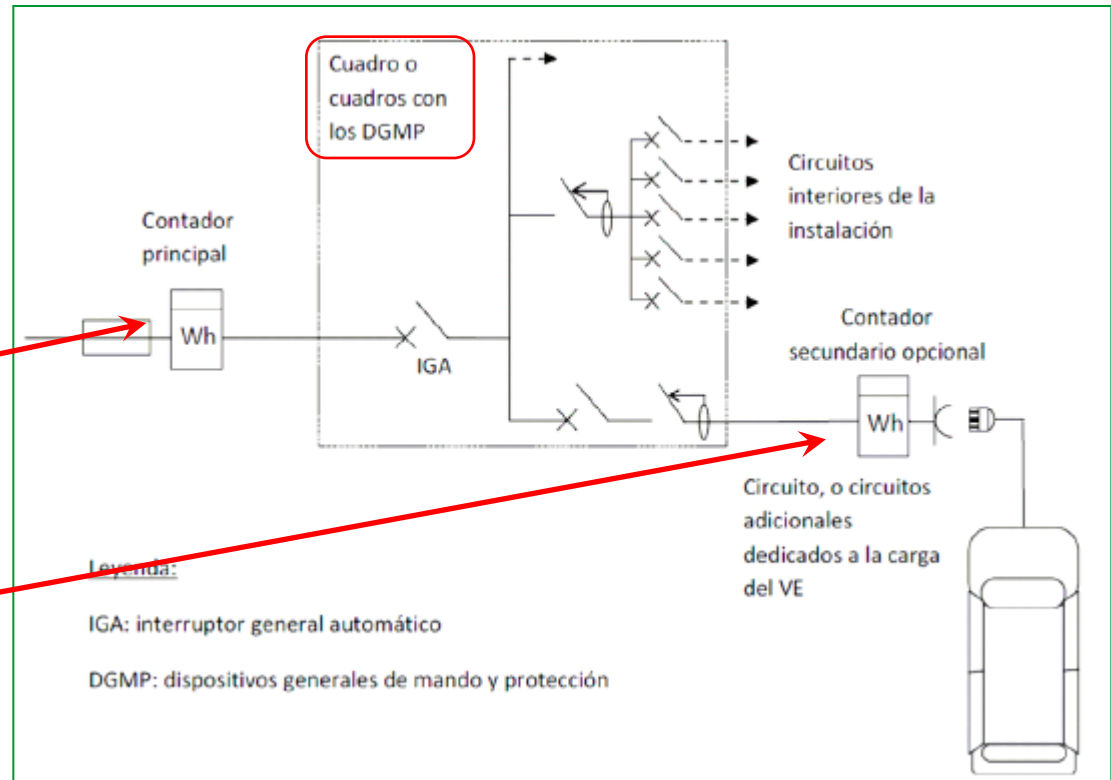 Cuadro o
cuadros con
los DGMP
Circuitos
interiores de la
instalación
Contador
principal
Wh
IGA
Contador
secundario opcional
Wh
Circuito, o circuitos
adicionales
dedicados a la carga
del VE
Leyenda:
IGA: interruptor general automático
DGMP: dispositivos generales de mando y protección